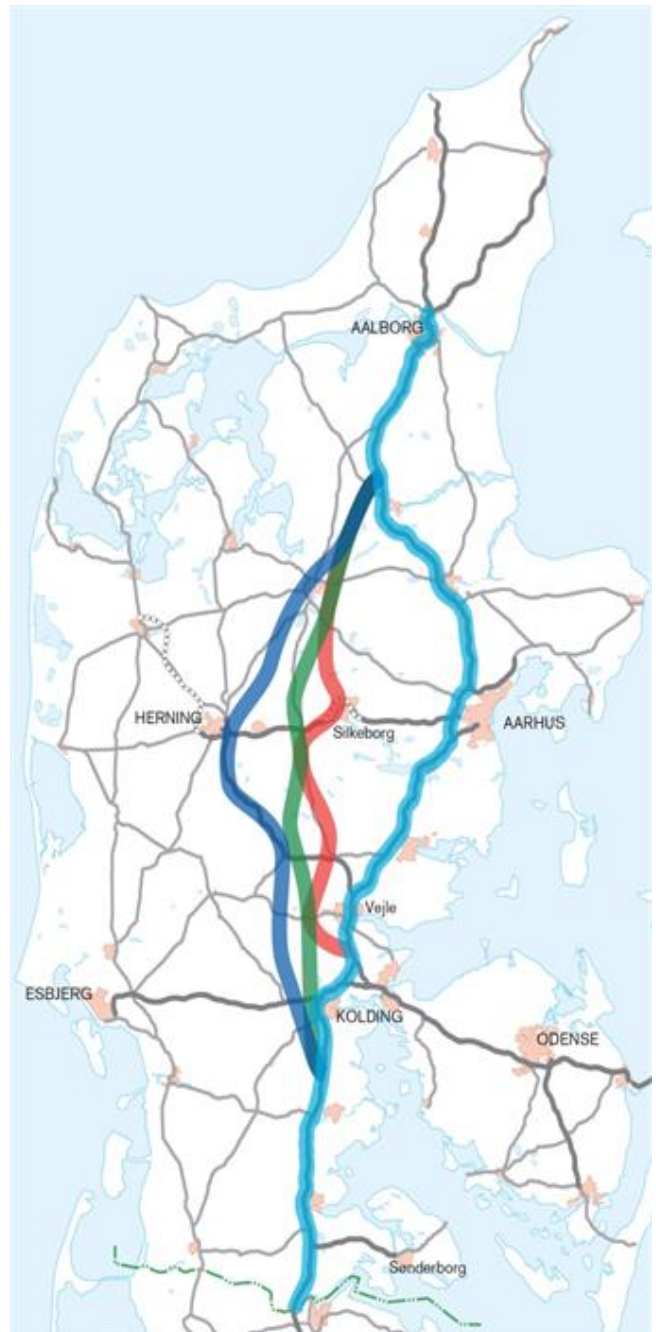 AALBORG
HERNING
Silkeborg
AARHUS
Vejle
ESBJERG
KOLDING
ODENSE
Sønderborg